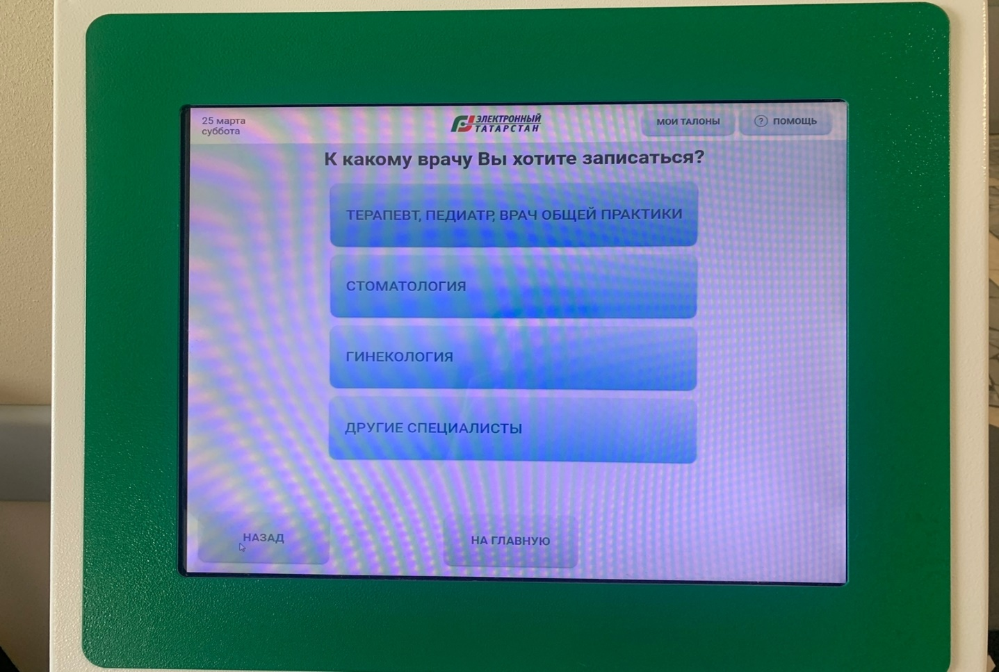 25 марта
суббота
ЭЛЕКТРОННЫЙ
ТАТАРСТАН
МОИ ТАЛОНЫ
? ПОМОЩЬ
К какому врачу Вы хотите записаться?
ТЕРАПЕВТ, ПЕДИАТР, ВРАЧ ОБЩЕЙ ПРАКТИКИ
СТОМАТОЛОГИЯ
ГИНЕКОЛОГИЯ
ДРУГИЕ СПЕЦИАЛИСТЫ
НАЗАД
НА ГЛАВНУЮ